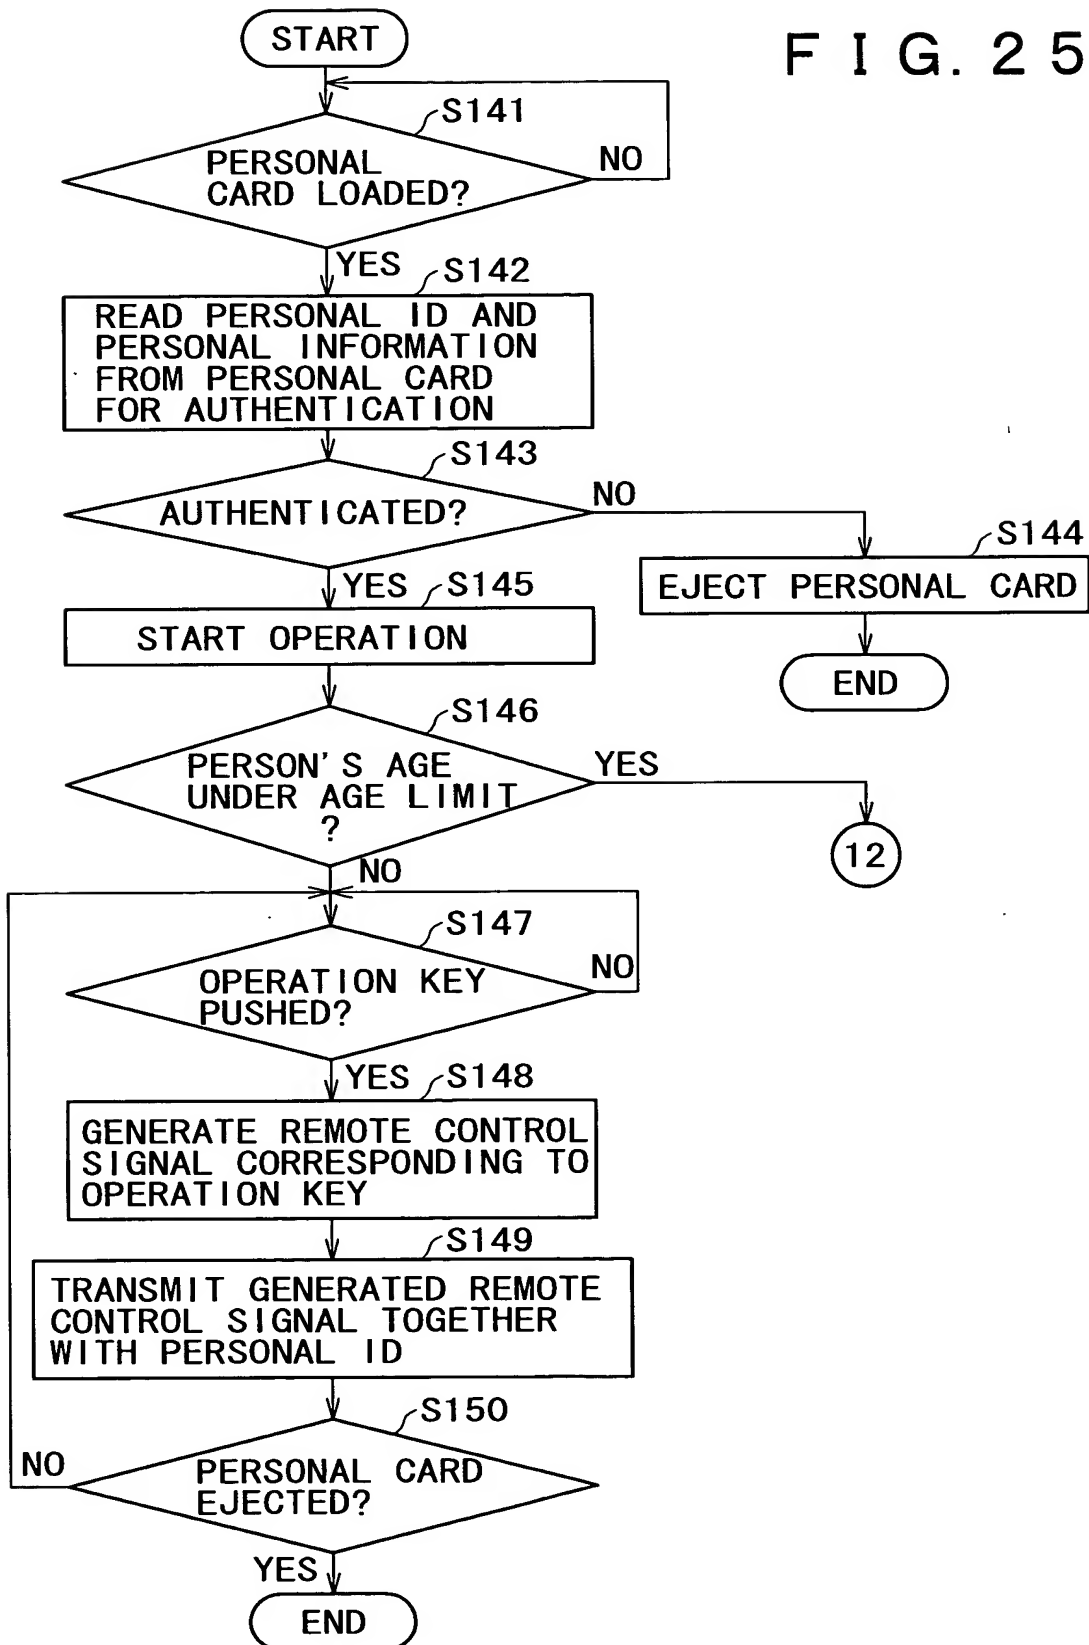 FIG. 25
START
S141
PERSONAL
CARD LOADED?
NO
YES
S142
READ PERSONAL ID AND
PERSONAL INFORMATION
FROM PERSONAL CARD
FOR AUTHENTICATION
S143
AUTHENTICATED?
NO
S144
EJECT PERSONAL CARD
END
YES
S145
START OPERATION
S146
PERSON'S AGE
UNDER AGE LIMIT
?
YES
12
NO
S147
OPERATION KEY
PUSHED?
NO
YES
S148
GENERATE REMOTE CONTROL
SIGNAL CORRESPONDING TO
OPERATION KEY
S149
TRANSMIT GENERATED REMOTE
CONTROL SIGNAL TOGETHER
WITH PERSONAL ID
S150
NO
PERSONAL CARD
EJECTED?
YES
END